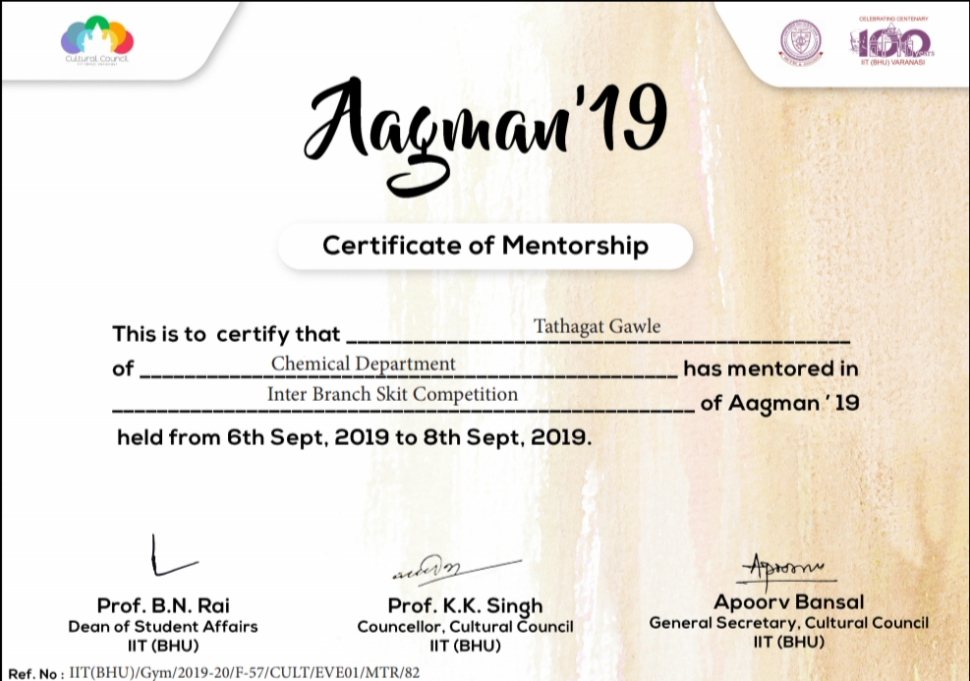 Cultural Council
CELEBRATING CENTENARY
100 years
IIT (BHU) VARANASI
Aagman'19
Certificate of Mentorship
This is to certify that Tathagat Gawle
of Chemical Department has mentored in
Inter Branch Skit Competition of Aagman ' 19
held from 6th Sept, 2019 to 8th Sept, 2019.
Apoorv
Prof. B.N. Rai
Dean of Student Affairs
IIT (BHU)
Prof. K.K. Singh
Councellor, Cultural Council
IIT (BHU)
Apoorv Bansal
General Secretary, Cultural Council
IIT (BHU)
Ref. No : IIT(BHU)/Gym/2019-20/F-57/CULT/EVE01/MTR/82